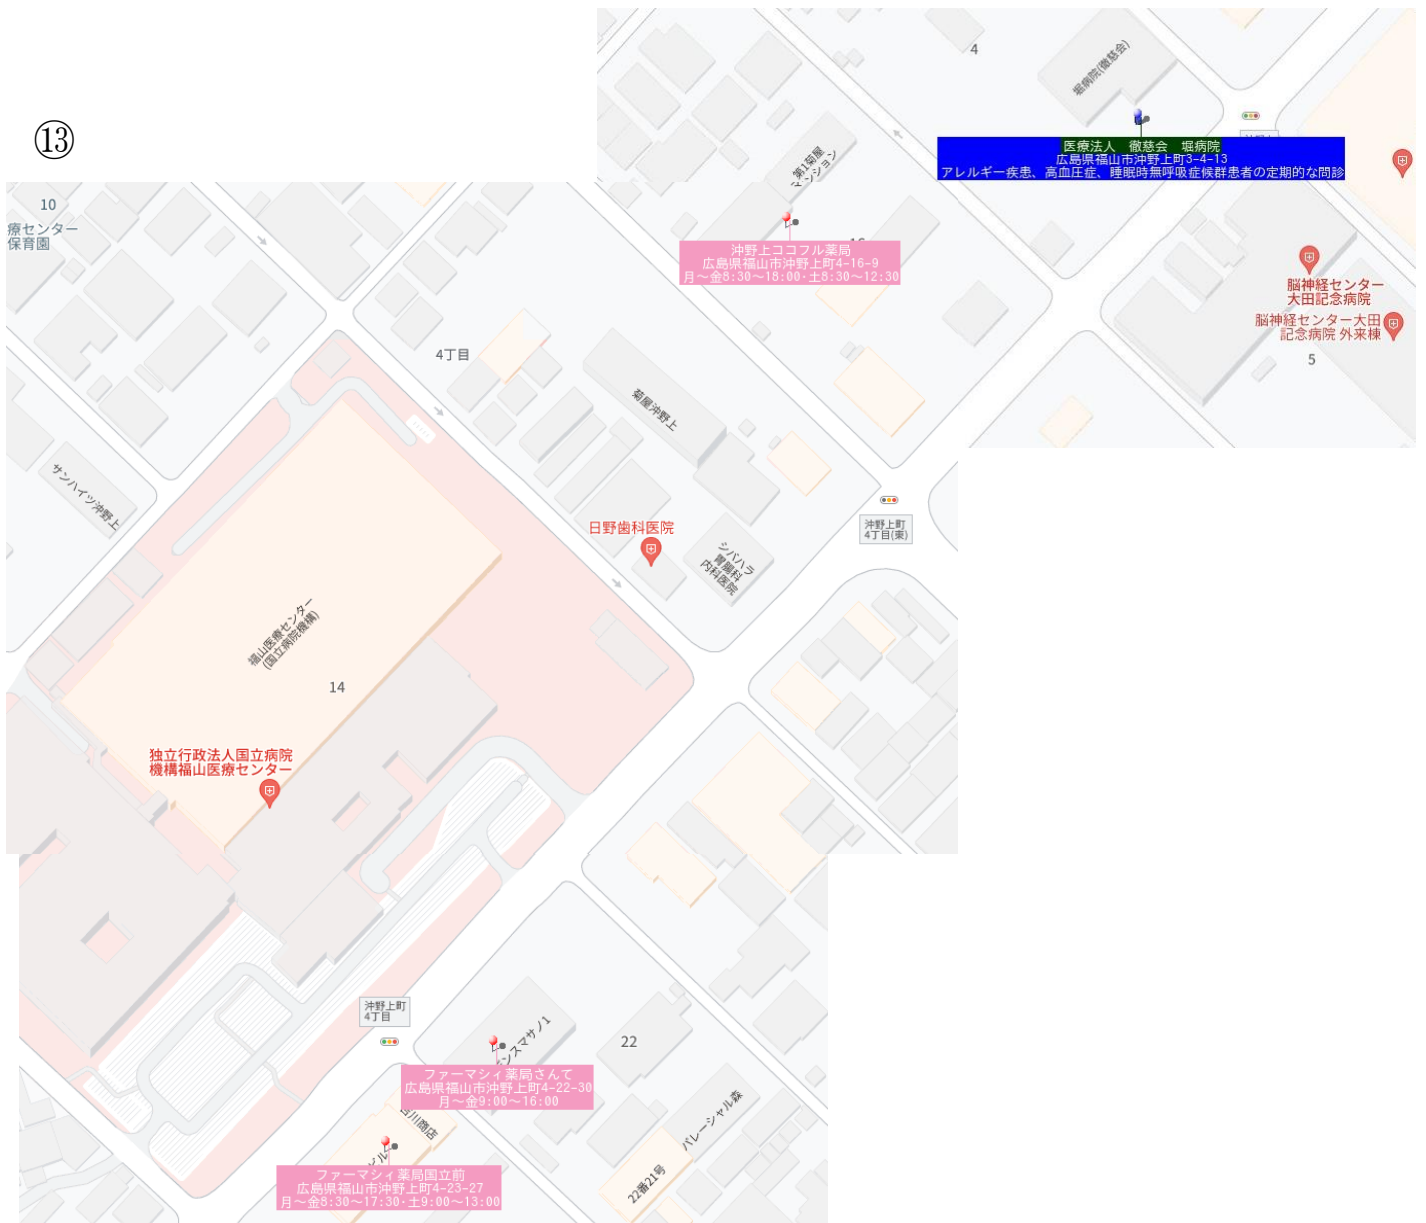 ⑬
4
堀病院(徹慈会)
医療法人　徹慈会　堀病院
広島県福山市沖野上町3-4-13
アレルギー疾患、高血圧症、睡眠時無呼吸症候群患者の定期的な問診
第1菊屋
マンション
10
療センター
保育園
沖野上ココフル薬局
広島県福山市沖野上町4-16-9
月～金8:30～18:00･土8:30～12:30
脳神経センター
大田記念病院
脳神経センター大田
記念病院 外来棟
5
4丁目
菊屋沖野上
サンハイツ沖野上
日野歯科医院
シバハラ
胃腸科
内科医院
沖野上町
4丁目(東)
福山医療センター
(国立病院機構)
14
独立行政法人国立病院
機構福山医療センター
沖野上町
4丁目
ンスマサノ1
22
ファーマシィ薬局さんて
広島県福山市沖野上町4-22-30
月～金9:00～16:00
吉川商店
パレーシャル森
ビル
22番21号
ファーマシィ薬局国立前
広島県福山市沖野上町4-23-27
月～金8:30～17:30･土9:00～13:00